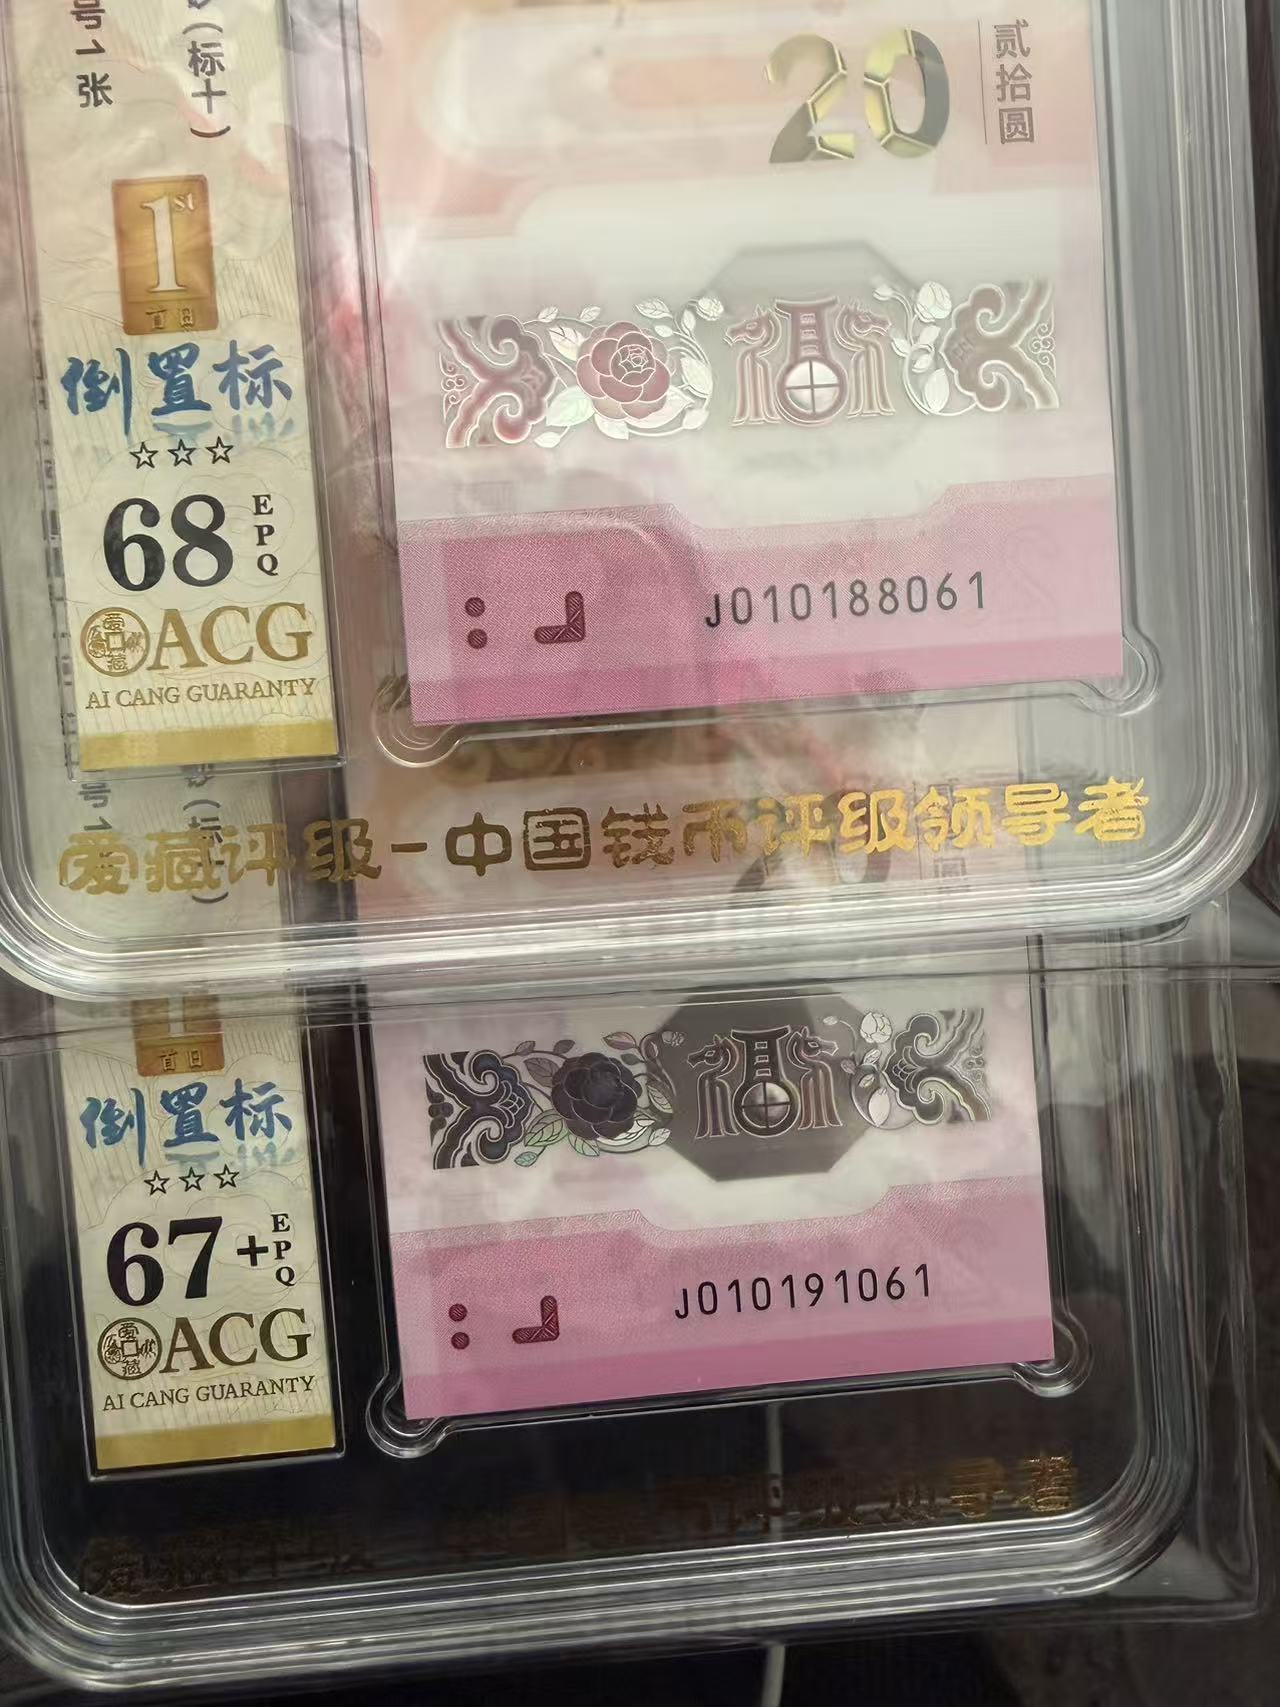 号1张
（标十）
1st
首日
倒置标
☆☆☆
68
EPQ
ACG
AI CANG GUARANTY
20
贰拾圆
J010188061
爱藏评级-中国钱币评级领导者
首日
倒置标
☆☆☆
67+
EPQ
ACG
AI CANG GUARANTY
J010191061